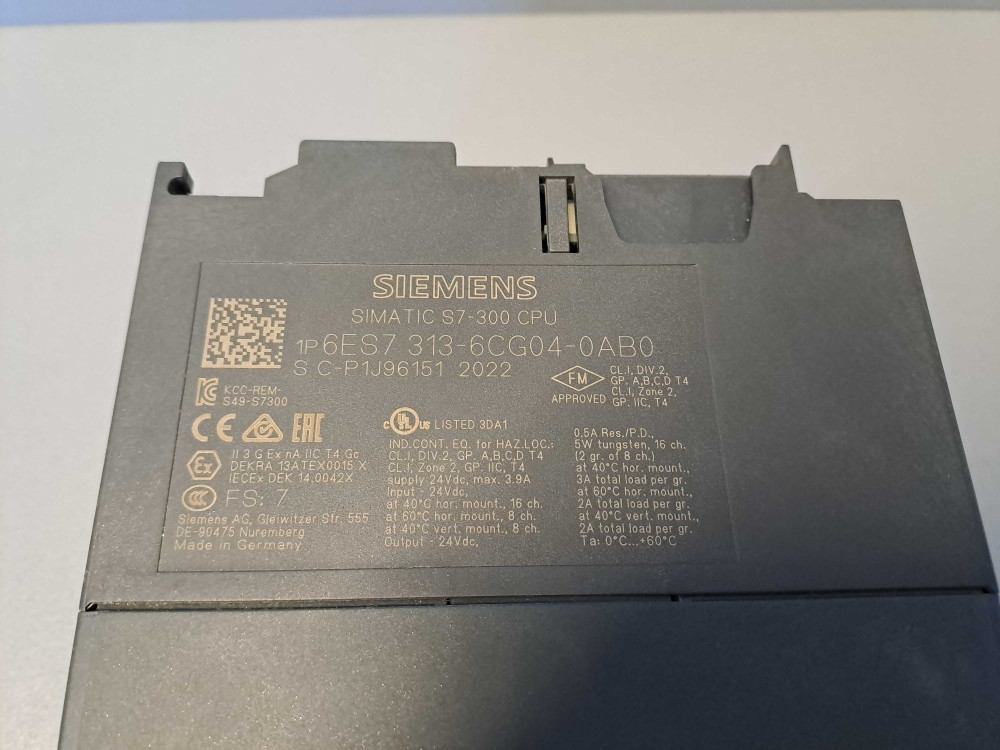 SIEMENS
SIMATIC S7-300 CPU
1P 6ES7 313-6CG04-0AB0
S C-P1J96151 2022
KCC-REM-
S49-S7300
CE EAC
Ex
II 3 G Ex nA IIC T4 Gc
DEKRA 13ATEX0015 X
IECEx DEK 14.0042X
CCC FS: 7
Siemens AG, Gleiwitzer Str. 555
DE-90475 Nuremberg
Made in Germany
c UL us LISTED 3DA1
IND.CONT. EQ. for HAZ.LOC.:
CL.I, DIV.2, GP. A,B,C,D T4
CL.I, Zone 2, GP. IIC, T4
supply 24Vdc, max. 3.9A
Input - 24Vdc,
at 40°C hor. mount., 16 ch.
at 60°C hor. mount., 8 ch.
at 40°C vert. mount., 8 ch.
Output - 24Vdc,
FM
APPROVED
CL.I, DIV.2,
GP. A,B,C,D T4
CL.I, Zone 2,
GP. IIC, T4
0.5A Res./P.D.,
5W tungsten, 16 ch.
(2 gr. of 8 ch.)
at 40°C hor. mount.,
3A total load per gr.
at 60°C hor. mount.,
2A total load per gr.
at 40°C vert. mount.,
2A total load per gr.
Ta: 0°C...+60°C